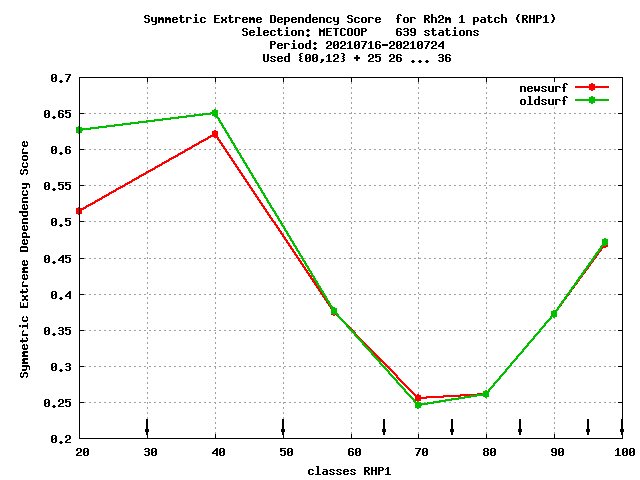 Symmetric Extreme Dependency Score  for Rh2m 1 patch (RHP1)
Selection: METCOOP    639 stations
Period: 20210716-20210724
Used {00,12} + 25 26 ... 36
newsurf
oldsurf
Symmetric Extreme Dependency Score
0.7
0.65
0.6
0.55
0.5
0.45
0.4
0.35
0.3
0.25
0.2
20 30 40 50 60 70 80 90 100
classes RHP1